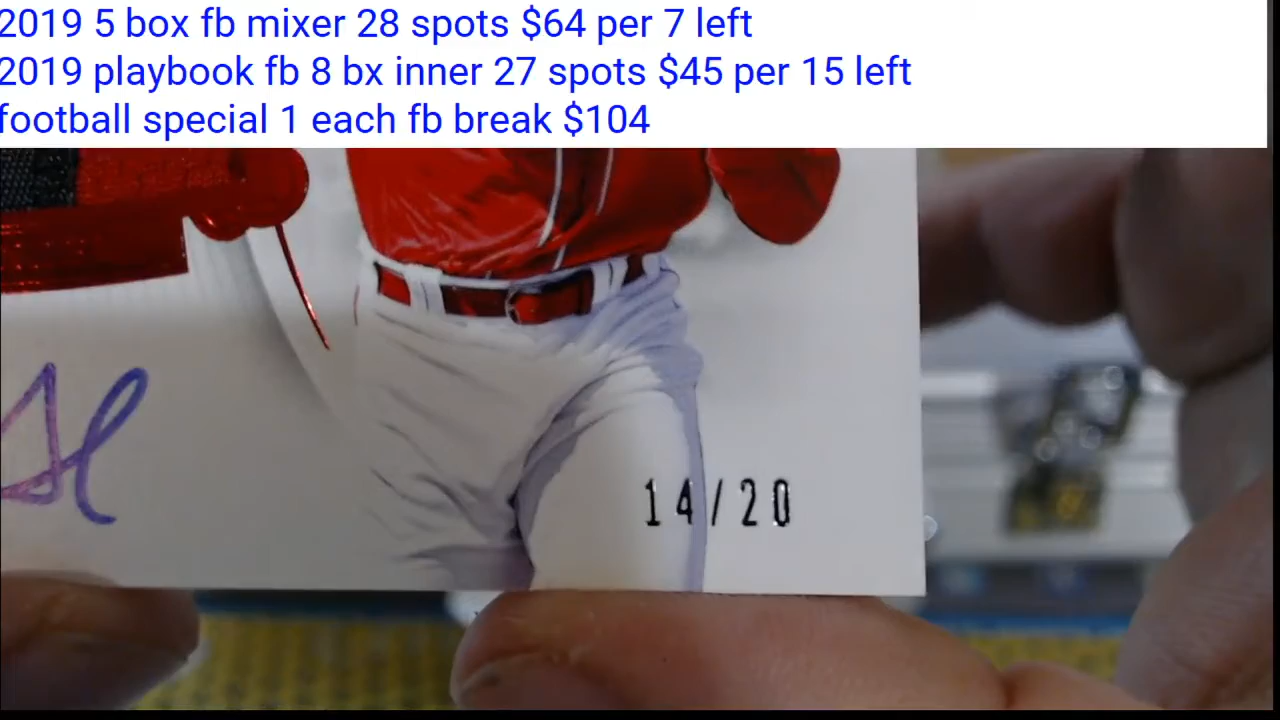 2019 5 box fb mixer 28 spots $64 per 7 left
2019 playbook fb 8 bx inner 27 spots $45 per 15 left
football special 1 each fb break $104
14/20